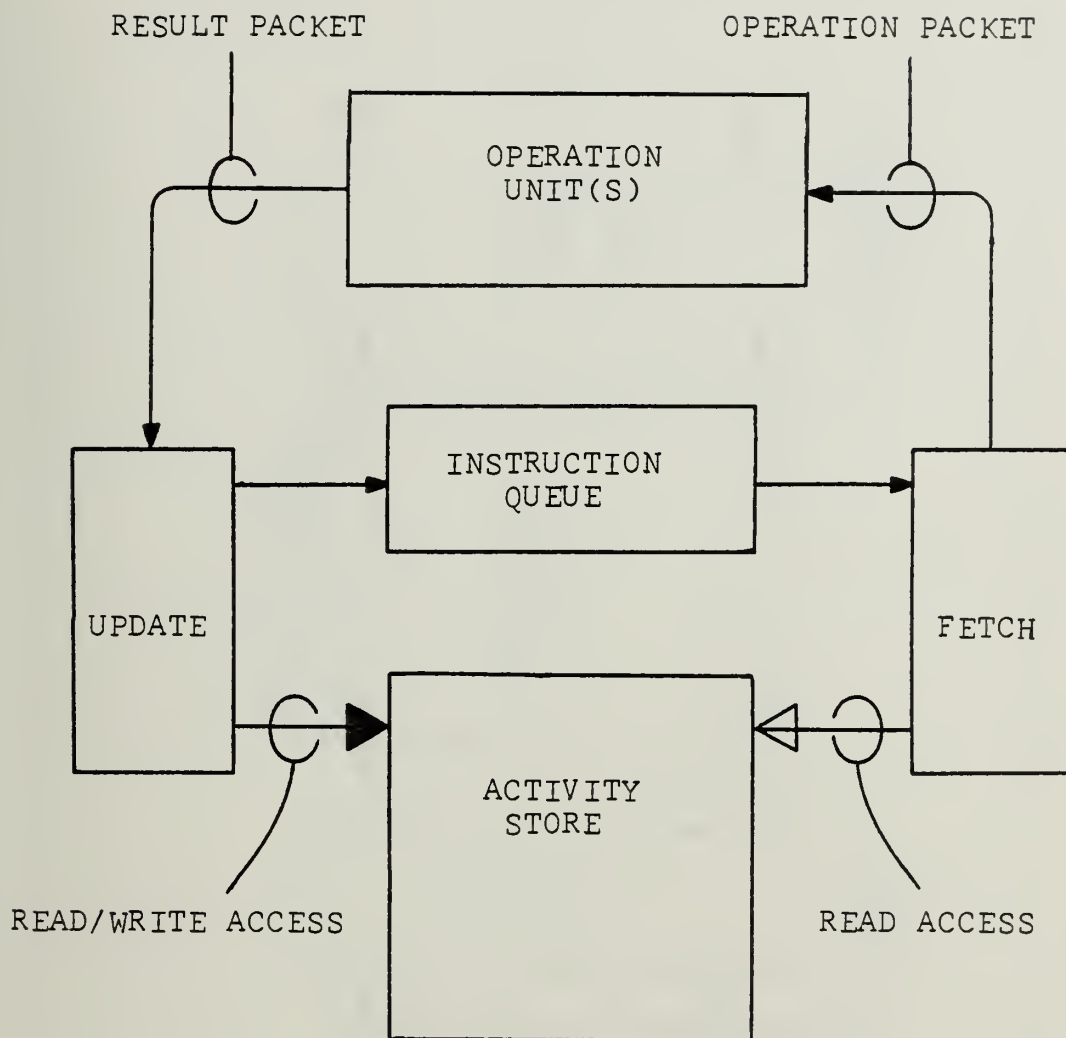 RESULT PACKET
OPERATION PACKET
OPERATION
UNIT(S)
INSTRUCTION
QUEUE
UPDATE
FETCH
ACTIVITY
STORE
READ/WRITE ACCESS
READ ACCESS